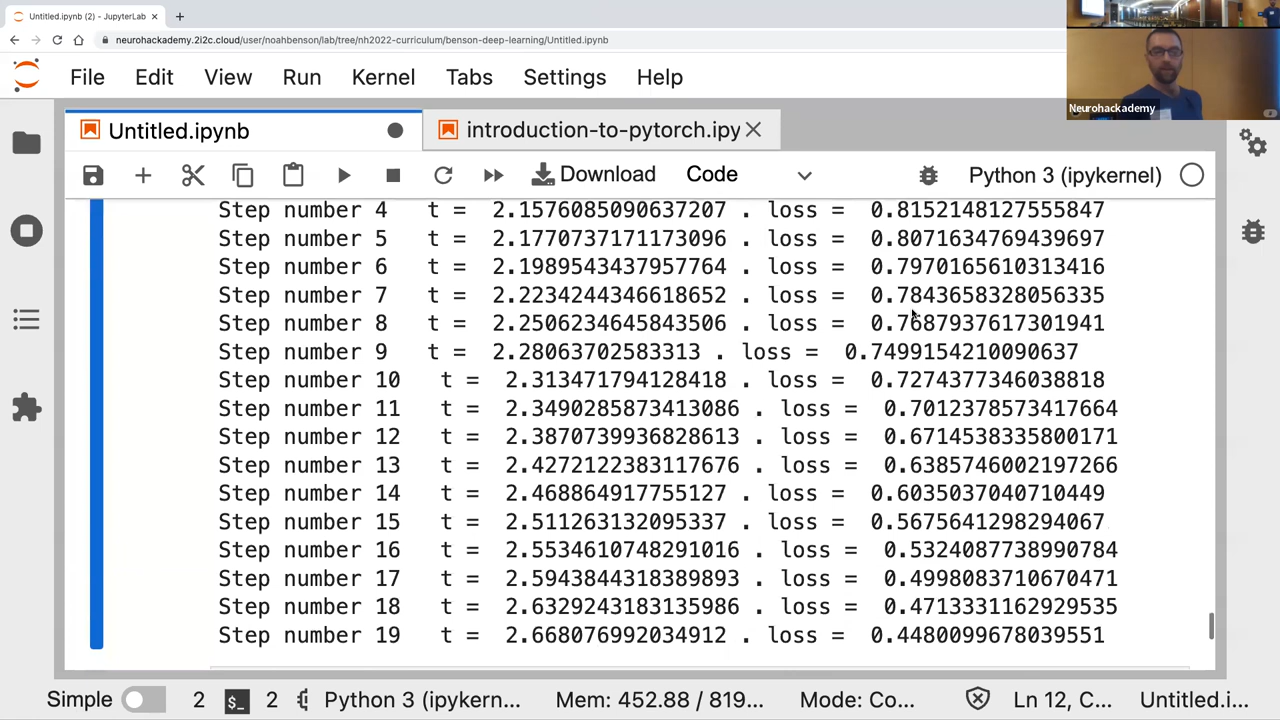 Untitled.ipynb (2) - JupyterLab
neurohackademy.2i2c.cloud/user/noahbenson/lab/tree/nh2022-curriculum/benson-deep-learning/Untitled.ipynb
Neurohackademy
File Edit View Run Kernel Tabs Settings Help
Untitled.ipynb introduction-to-pytorch.ipy
Download Code Python 3 (ipykernel)
Step number 4 t = 2.1576085090637207 . loss = 0.8152148127555847
Step number 5 t = 2.1770737171173096 . loss = 0.8071634769439697
Step number 6 t = 2.19895434379577​64 . loss = 0.7970165610313416
Step number 7 t = 2.2234244346618652 . loss = 0.7843658328056335
Step number 8 t = 2.2506234645843506 . loss = 0.7687937617301941
Step number 9 t = 2.28063702583313 . loss = 0.7499154210090637
Step number 10 t = 2.313471794128418 . loss = 0.7274377346038818
Step number 11 t = 2.3490285873413086 . loss = 0.7012378573417664
Step number 12 t = 2.3870739936828613 . loss = 0.6714538335800171
Step number 13 t = 2.4272122383117676 . loss = 0.6385746002197266
Step number 14 t = 2.468864917755127 . loss = 0.6035037040710449
Step number 15 t = 2.511263132095337 . loss = 0.5675641298294067
Step number 16 t = 2.5534610748291016 . loss = 0.5324087738990784
Step number 17 t = 2.5943844318389893 . loss = 0.4998083710670471
Step number 18 t = 2.6329243183135986 . loss = 0.4713331162929535
Step number 19 t = 2.668076992034912 . loss = 0.4480099678039551
Simple 2 $_ 2 Python 3 (ipykern... Mem: 452.88 / 819... Mode: Co... Ln 12, C... Untitled.i...